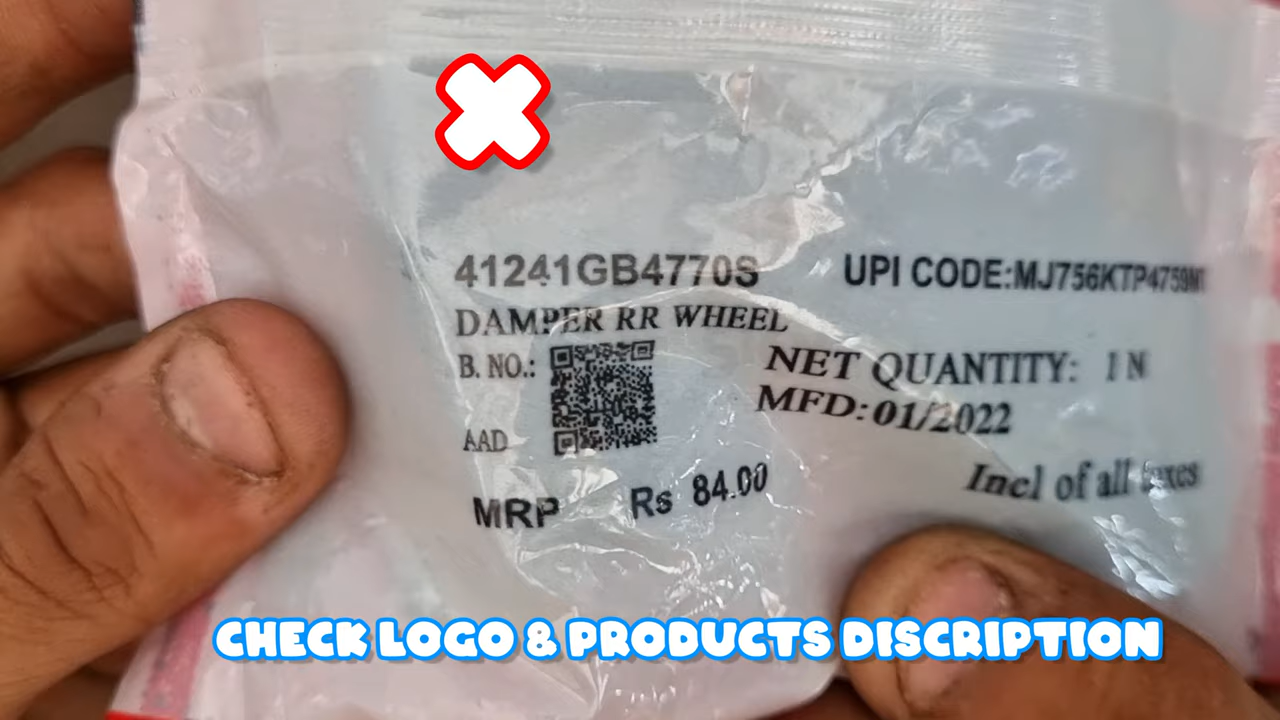 41241GB4770S UPI CODE:MJ756KTP4759M
DAMPER RR WHEEL
B. NO.: NET QUANTITY: 1 N
MFD:01/2022
AAD
MRP Rs 84.00
Incl of all taxes
CHECK LOGO & PRODUCTS DISCRIPTION